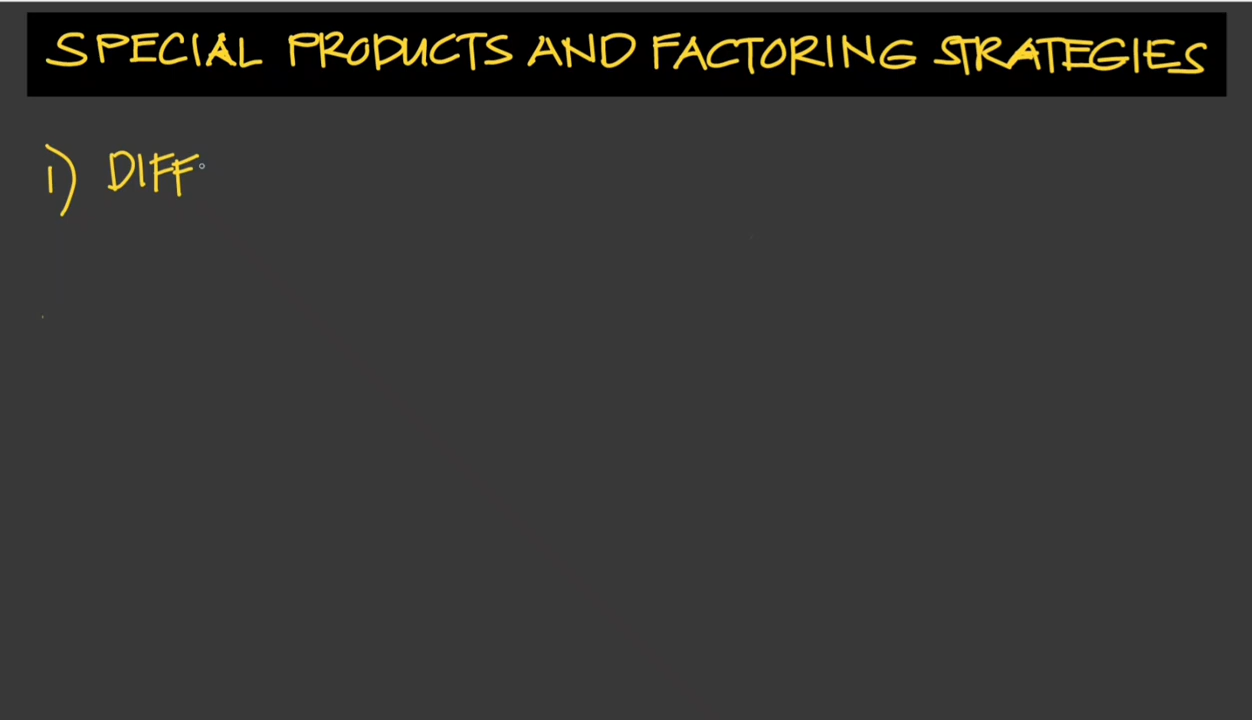 SPECIAL PRODUCTS AND FACTORING STRATEGIES
1) DIFF